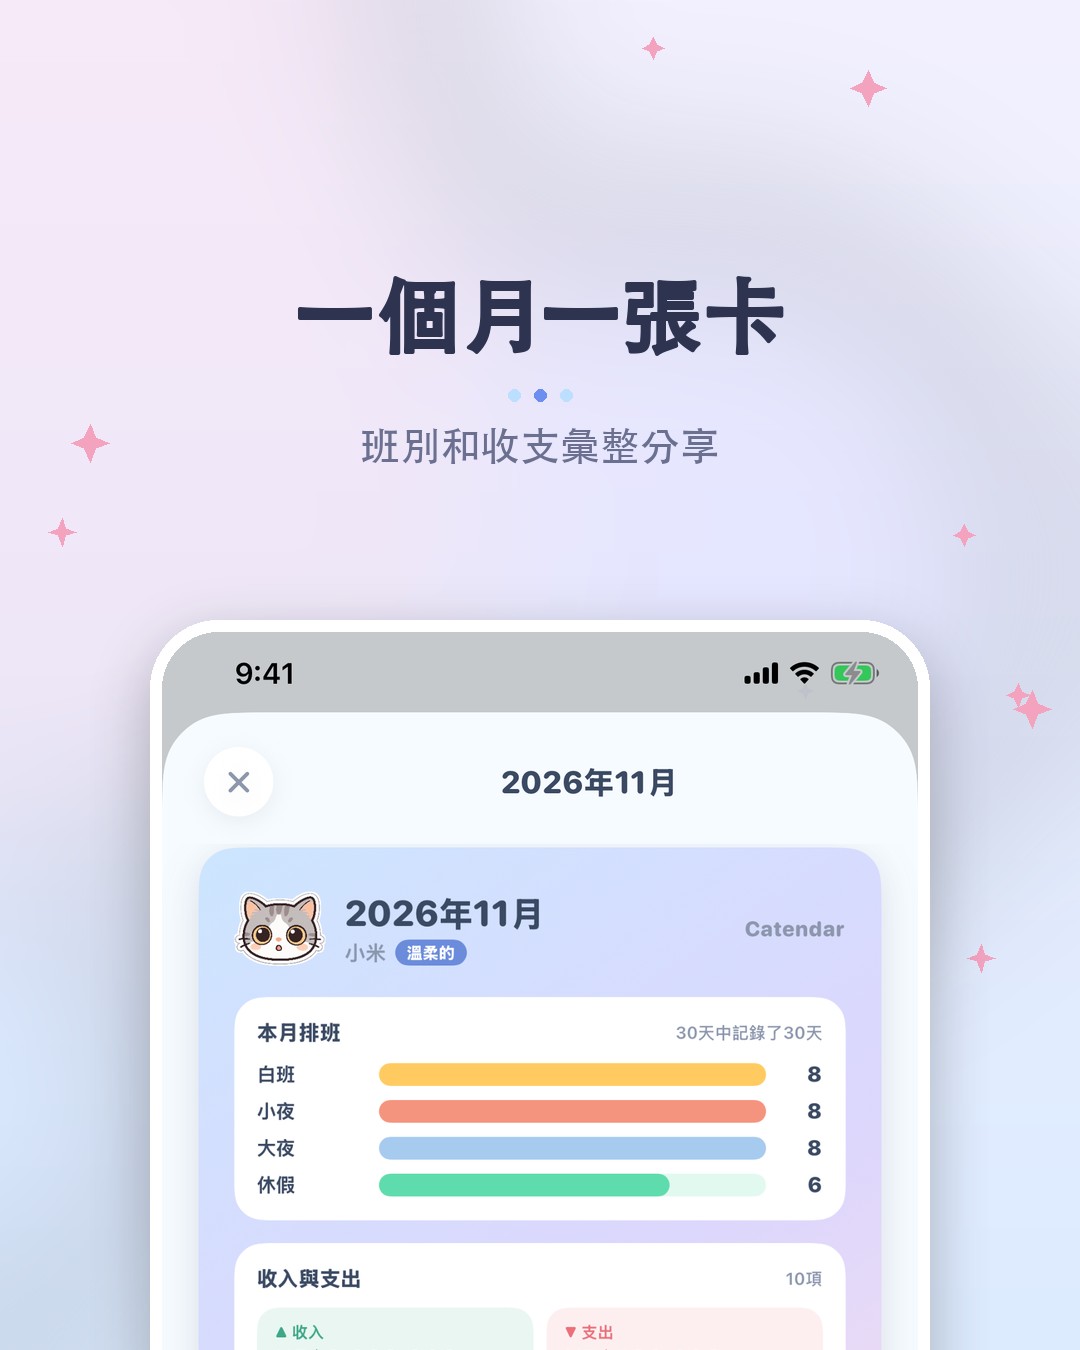 一個月一張卡
班別和收支彙整分享
9:41
2026年11月
2026年11月
小米 溫柔的
Catendar
本月排班 30天中記錄了30天
白班 8
小夜 8
大夜 8
休假 6
收入與支出 10項
▲ 收入 ▼ 支出